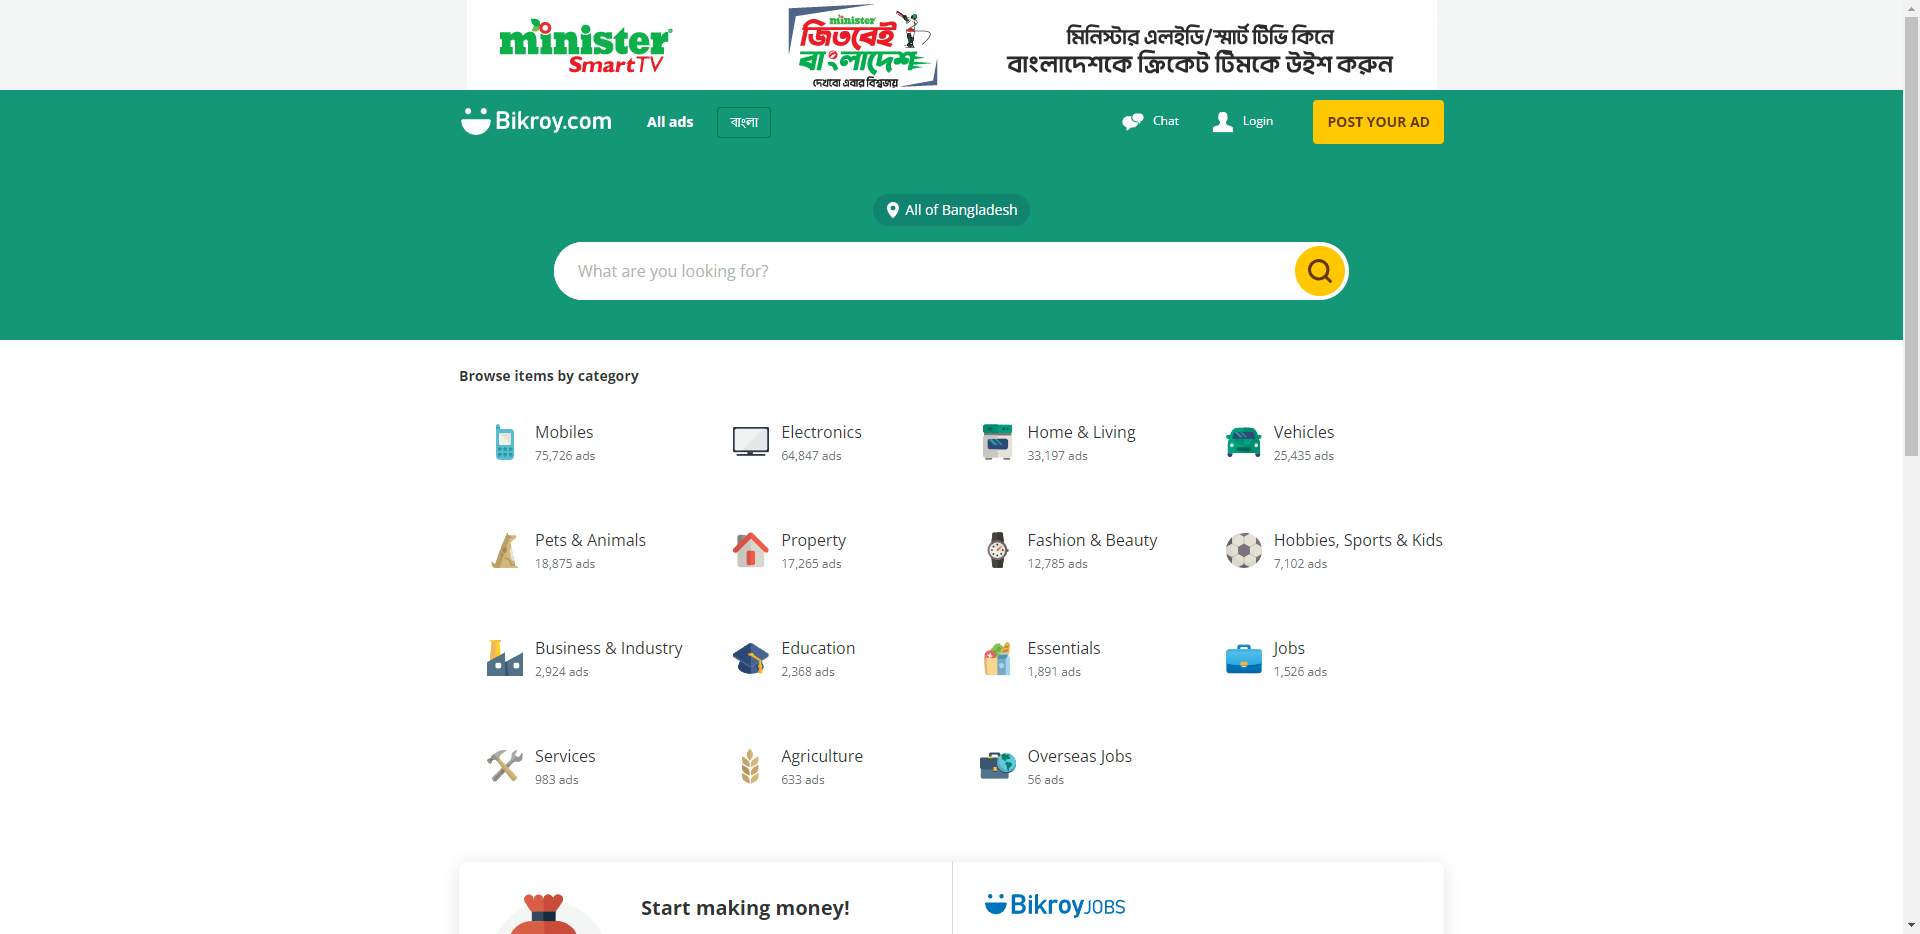 minister
SmartTV
minister
জিতবেই
বাংলাদেশ
দেখবো এবার বিশ্বজয়
মিনিস্টার এলইডি/স্মার্ট টিভি কিনে
বাংলাদেশকে ক্রিকেট টিমকে উইশ করুন
Bikroy.com
All ads
বাংলা
Chat
Login
POST YOUR AD
All of Bangladesh
What are you looking for?
Browse items by category
Mobiles
75,726 ads
Electronics
64,847 ads
Home & Living
33,197 ads
Vehicles
25,435 ads
Pets & Animals
18,875 ads
Property
17,265 ads
Fashion & Beauty
12,785 ads
Hobbies, Sports & Kids
7,102 ads
Business & Industry
2,924 ads
Education
2,368 ads
Essentials
1,891 ads
Jobs
1,526 ads
Services
983 ads
Agriculture
633 ads
Overseas Jobs
56 ads
Start making money!
BikroyJOBS